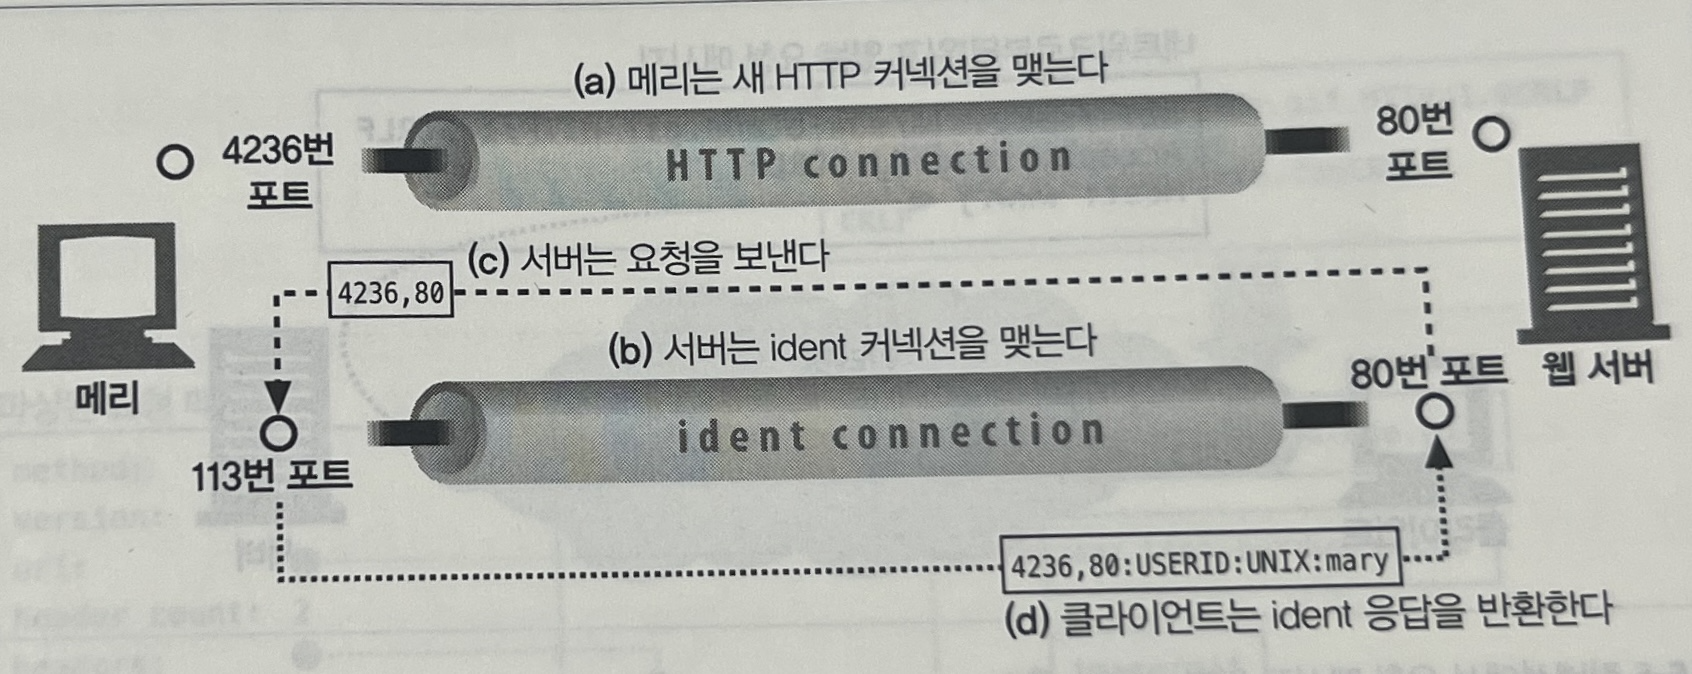 (a) 메리는 새 HTTP 커넥션을 맺는다
4236번
포트
HTTP connection
80번
포트
(c) 서버는 요청을 보낸다
4236,80
(b) 서버는 ident 커넥션을 맺는다
메리
80번 포트
웹 서버
ident connection
113번 포트
4236,80:USERID:UNIX:mary
(d) 클라이언트는 ident 응답을 반환한다